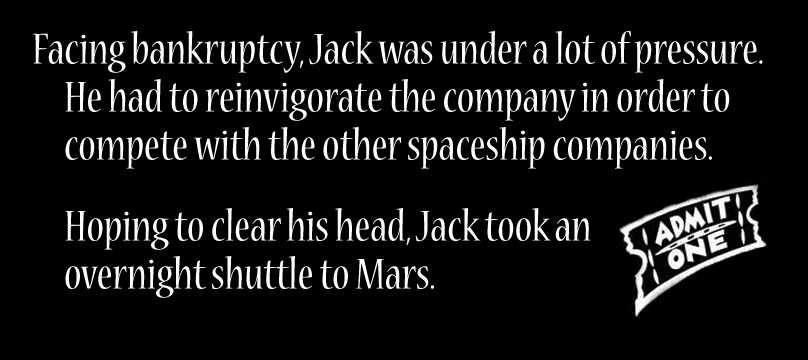 Facing bankruptcy, Jack was under a lot of pressure.
He had to reinvigorate the company in order to
compete with the other spaceship companies.
Hoping to clear his head, Jack took an
overnight shuttle to Mars.
ADMIT
ONE